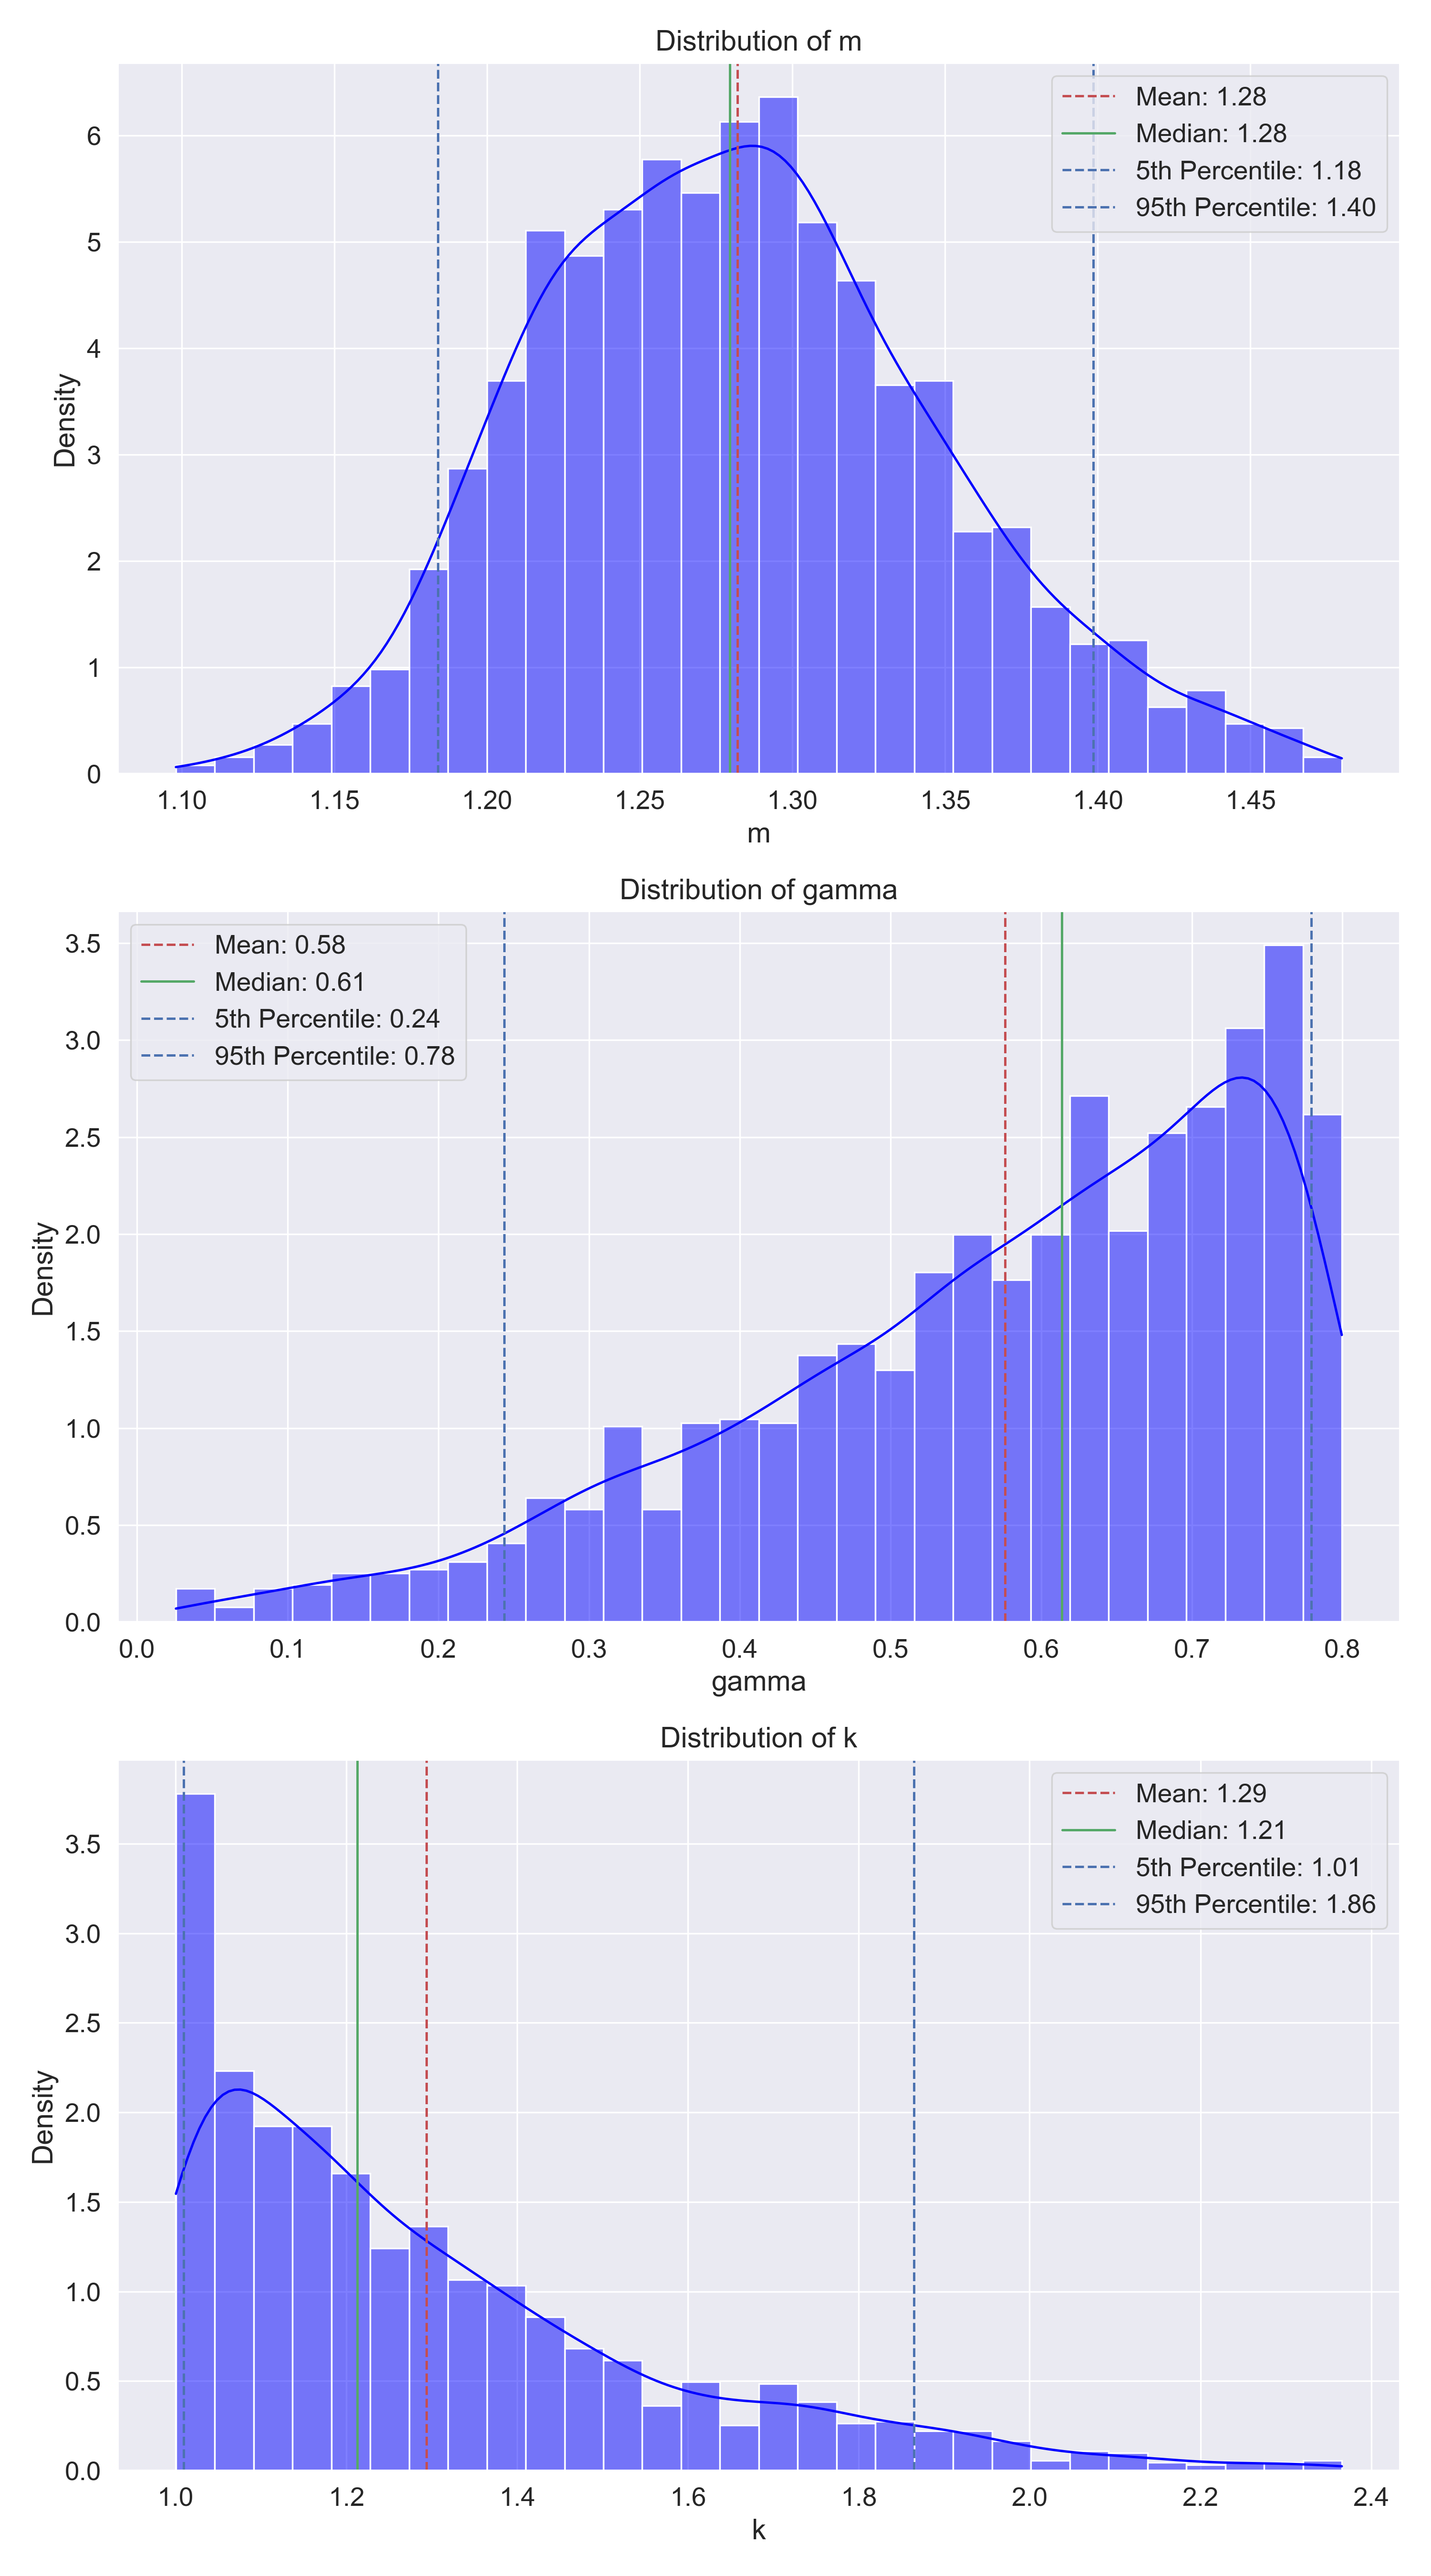 Distribution of m
Mean: 1.28
Median: 1.28
5th Percentile: 1.18
95th Percentile: 1.40
Density
6
5
4
3
2
1
0
1.10 1.15 1.20 1.25 1.30 1.35 1.40 1.45
m
Distribution of gamma
Mean: 0.58
Median: 0.61
5th Percentile: 0.24
95th Percentile: 0.78
Density
3.5
3.0
2.5
2.0
1.5
1.0
0.5
0.0
0.0 0.1 0.2 0.3 0.4 0.5 0.6 0.7 0.8
gamma
Distribution of k
Mean: 1.29
Median: 1.21
5th Percentile: 1.01
95th Percentile: 1.86
Density
3.5
3.0
2.5
2.0
1.5
1.0
0.5
0.0
1.0 1.2 1.4 1.6 1.8 2.0 2.2 2.4
k